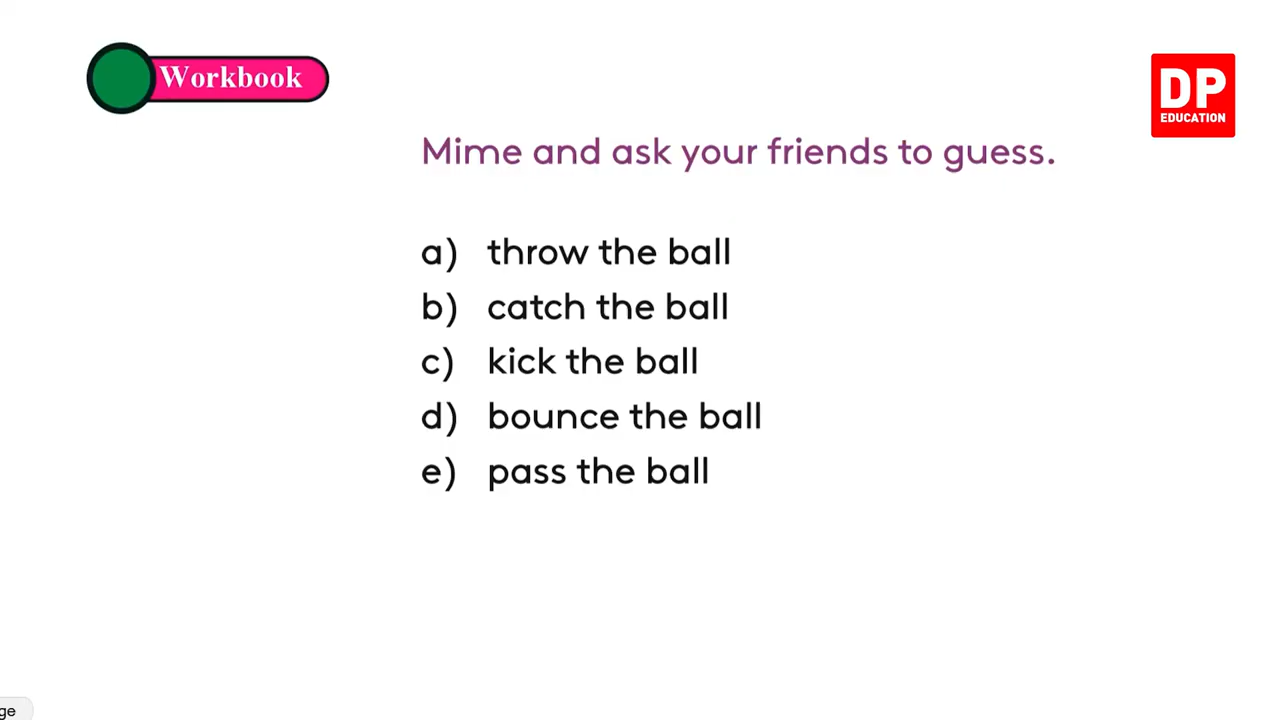 Workbook
DP
EDUCATION
Mime and ask your friends to guess.
a) throw the ball
b) catch the ball
c) kick the ball
d) bounce the ball
e) pass the ball
ge